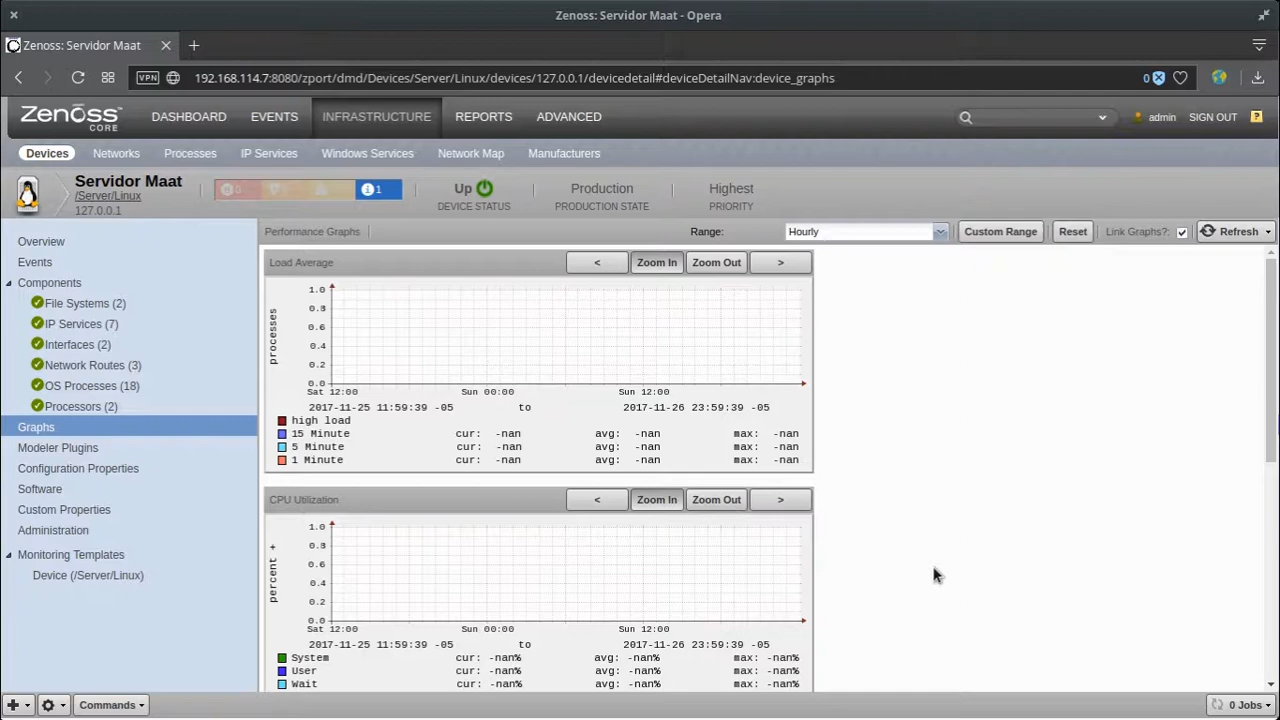 Zenoss: Servidor Maat - Opera
Zenoss: Servidor Maat
VPN 192.168.114.7:8080/zport/dmd/Devices/Server/Linux/devices/127.0.0.1/devicedetail#deviceDetailNav:device_graphs 0
Zenoss CORE DASHBOARD EVENTS INFRASTRUCTURE REPORTS ADVANCED admin SIGN OUT ?
Devices Networks Processes IP Services Windows Services Network Map Manufacturers
Servidor Maat
/Server/Linux
127.0.0.1
0 1
Up
DEVICE STATUS
Production
PRODUCTION STATE
Highest
PRIORITY
Overview
Events
Components
File Systems (2)
IP Services (7)
Interfaces (2)
Network Routes (3)
OS Processes (18)
Processors (2)
Graphs
Modeler Plugins
Configuration Properties
Software
Custom Properties
Administration
Monitoring Templates
Device (/Server/Linux)
Performance Graphs Range: Hourly Custom Range Reset Link Graphs?: Refresh
Load Average < Zoom In Zoom Out >
processes
1.0
0.8
0.6
0.4
0.2
0.0
Sat 12:00 Sun 00:00 Sun 12:00
2017-11-25 11:59:39 -05 to 2017-11-26 23:59:39 -05
high load
15 Minute cur: -nan avg: -nan max: -nan
5 Minute cur: -nan avg: -nan max: -nan
1 Minute cur: -nan avg: -nan max: -nan
CPU Utilization < Zoom In Zoom Out >
percent +
1.0
0.8
0.6
0.4
0.2
0.0
Sat 12:00 Sun 00:00 Sun 12:00
2017-11-25 11:59:39 -05 to 2017-11-26 23:59:39 -05
System cur: -nan% avg: -nan% max: -nan%
User cur: -nan% avg: -nan% max: -nan%
Wait cur: -nan% avg: -nan% max: -nan%
Commands 0 Jobs